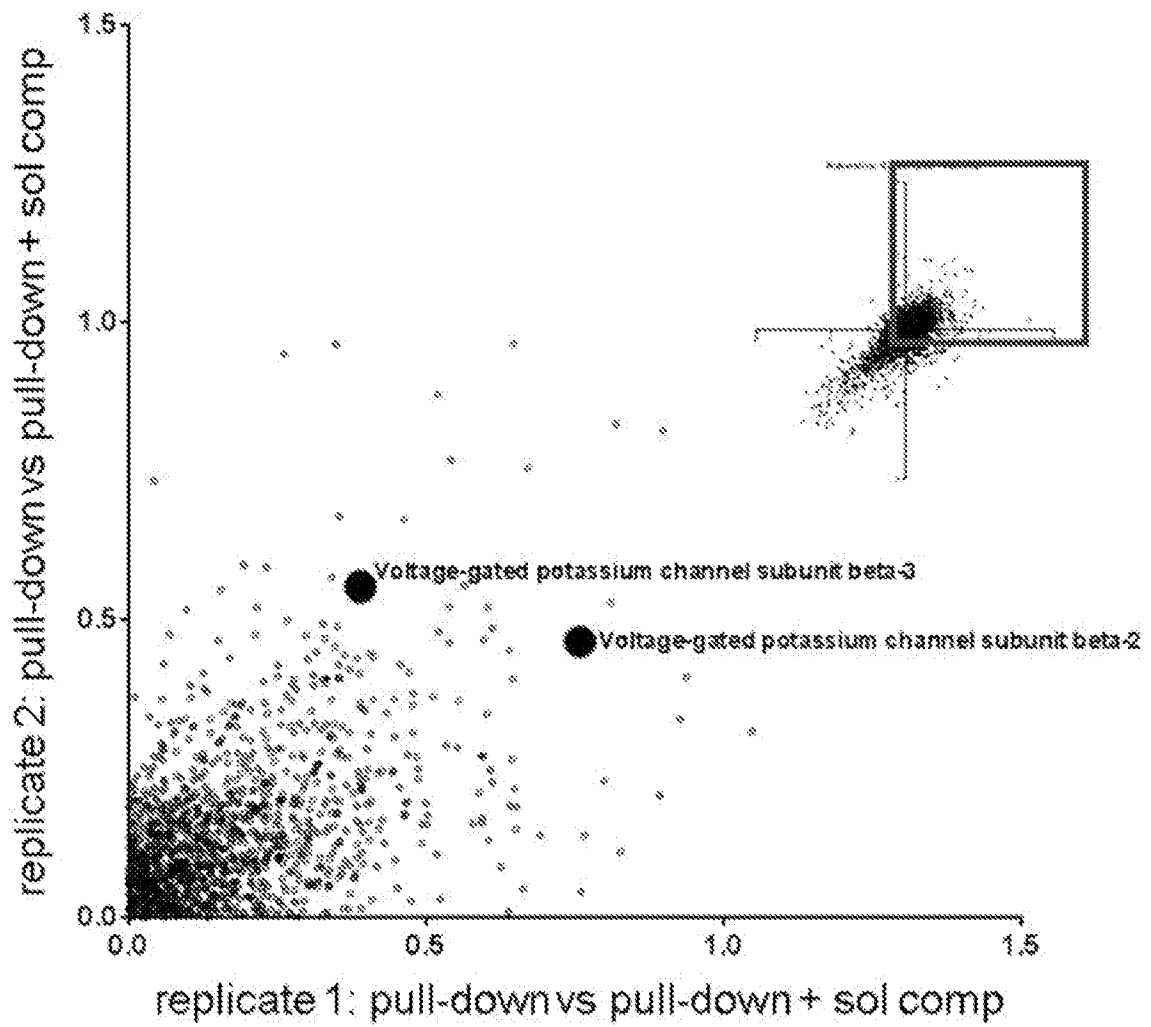 1.5
1.0
0.5
0.0
replicate 2: pull-down vs pull-down + sol comp
Voltage-gated potassium channel subunit beta-3
Voltage-gated potassium channel subunit beta-2
0.0 0.5 1.0 1.5
replicate 1: pull-down vs pull-down + sol comp